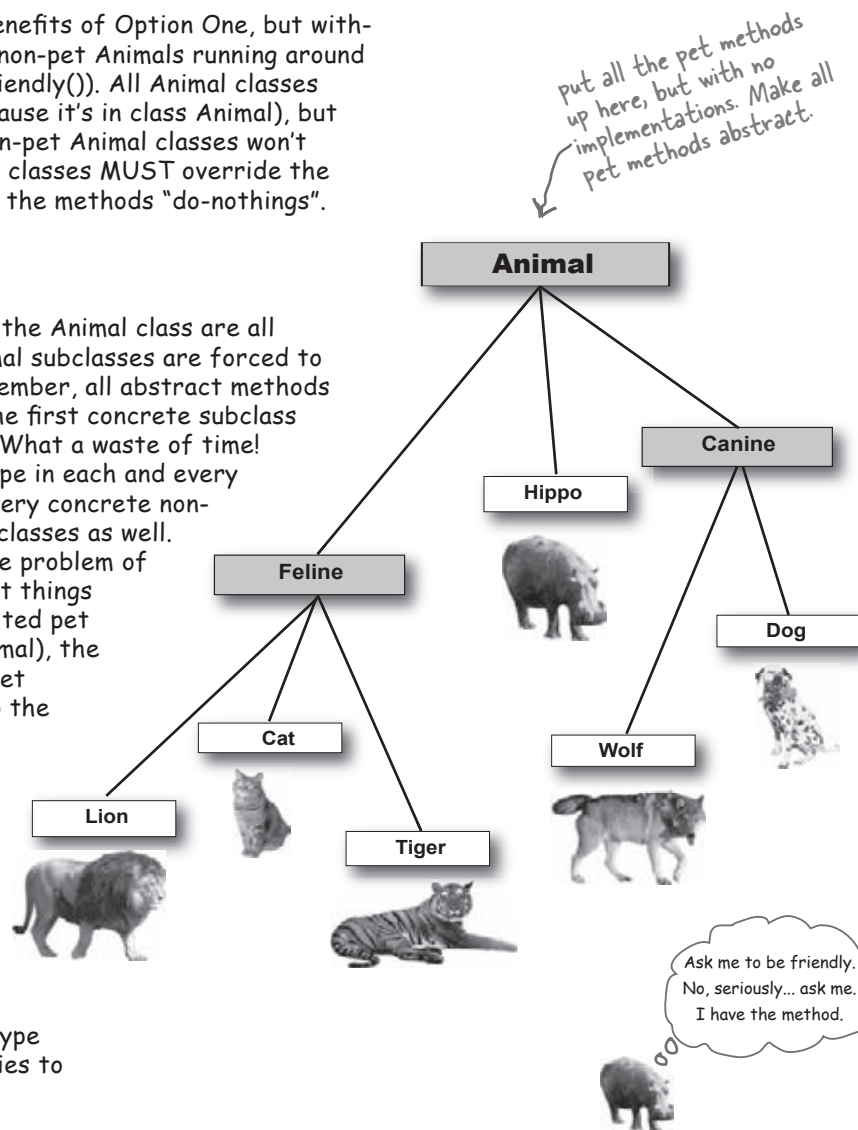 enefits of Option One, but with-
non-pet Animals running around
iendly()). All Animal classes
ause it's in class Animal), but
n-pet Animal classes won't
classes MUST override the
the methods "do-nothings".
put all the pet methods
up here, but with no
implementations. Make all
pet methods abstract.
Animal
the Animal class are all
nal subclasses are forced to
ember, all abstract methods
ne first concrete subclass
What a waste of time!
pe in each and every
ery concrete non-
classes as well.
e problem of
t things
ted pet
mal), the
et
o the
Canine
Hippo
Feline
Dog
Cat
Wolf
Lion
Tiger
Ask me to be friendly.
No, seriously... ask me.
I have the method.
ype
ies to